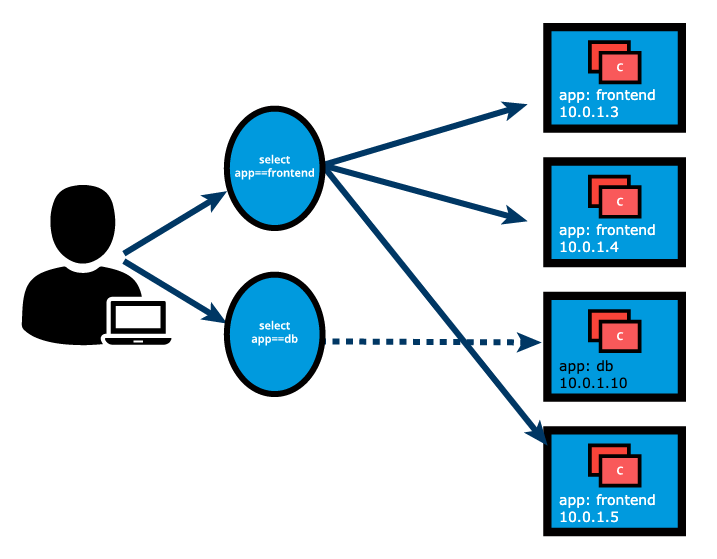 select
app==frontend
select
app==db
C
app: frontend
10.0.1.3
C
app: frontend
10.0.1.4
C
app: db
10.0.1.10
C
app: frontend
10.0.1.5